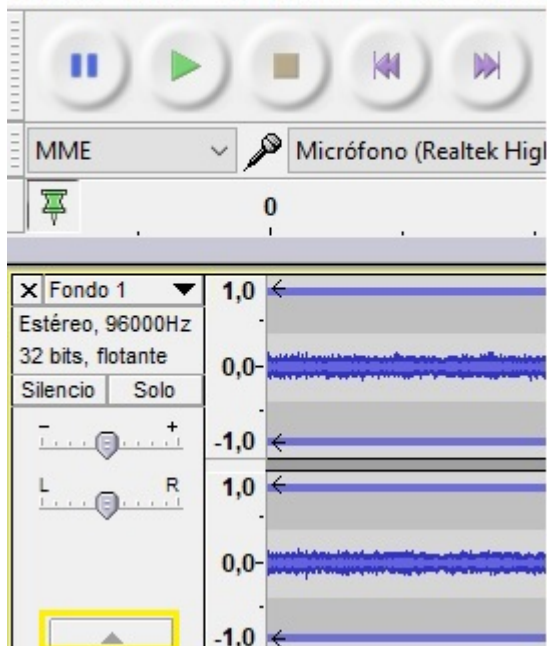 MME Micrófono (Realtek Higl
0
X Fondo 1
Estéreo, 96000Hz
32 bits, flotante
Silencio Solo
- +
L R
1,0
0,0-
-1,0
1,0
0,0-
-1,0